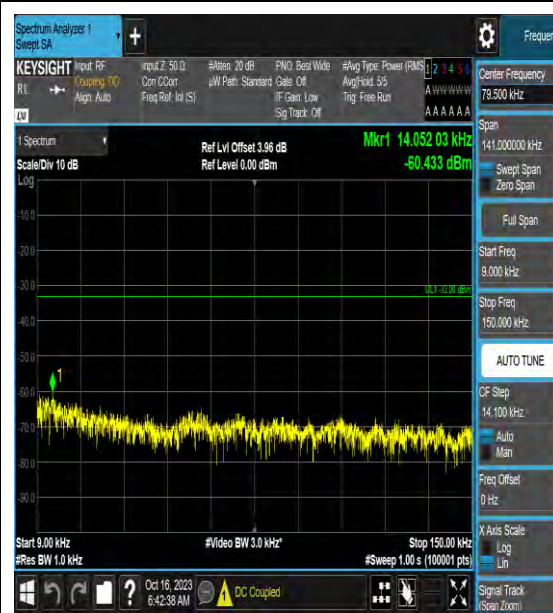 Spectrum Analyzer 1
Swept SA
+
Frequen
KEYSIGHT
RL
Input: RF
Coupling: DC
Align: Auto
Input Z: 50 Ω
Corr CCorr
Freq Ref: Int (S)
#Atten: 20 dB
µW Path: Standard
PNO: Best Wide
Gate: Off
IF Gain: Low
Sig Track: Off
#Avg Type: Power (RMS
Avg|Hold: 5/5
Trig: Free Run
1 2 3 4 5 6
A W W W W W
A A A A A A
LV
1 Spectrum
Scale/Div 10 dB
Log
Ref Lvl Offset 3.96 dB
Ref Level 0.00 dBm
Mkr1 14.052 03 kHz
-60.433 dBm
-10.0
-20.0
-30.0
DL1 -33.00 dBm
-40.0
-50.0
1
-60.0
-70.0
-80.0
-90.0
Start 9.00 kHz
#Res BW 1.0 kHz
#Video BW 3.0 kHz*
Stop 150.00 kHz
#Sweep 1.00 s (100001 pts)
Center Frequency
79.500 kHz
Span
141.000000 kHz
Swept Span
Zero Span
Full Span
Start Freq
9.000 kHz
Stop Freq
150.000 kHz
AUTO TUNE
CF Step
14.100 kHz
Auto
Man
Freq Offset
0 Hz
X Axis Scale
Log
Lin
Signal Track
(Span Zoom)
?
Oct 16, 2023
6:42:38 AM
DC Coupled